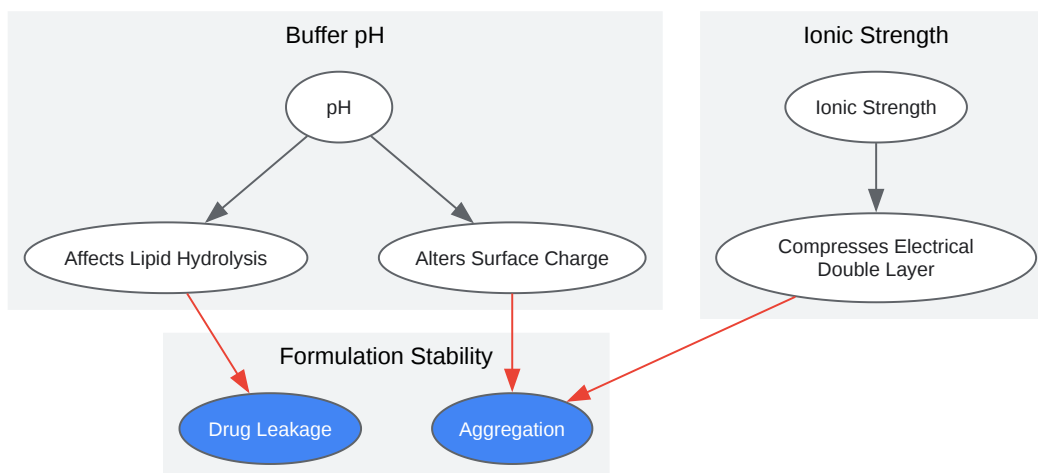 Buffer pH
Ionic Strength
pH
Ionic Strength
Affects Lipid Hydrolysis
Alters Surface Charge
Compresses Electrical
Double Layer
Formulation Stability
Drug Leakage
Aggregation